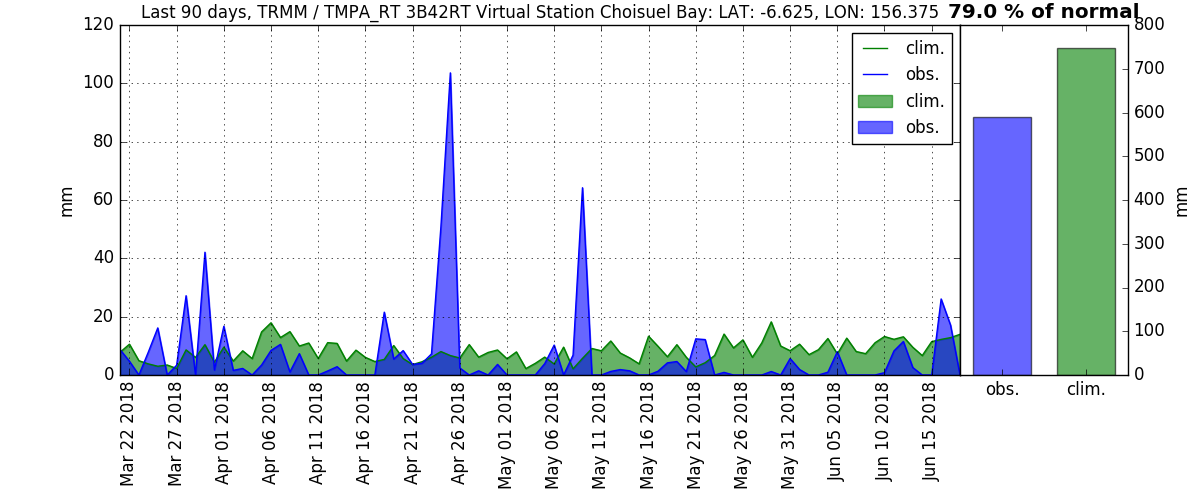 Last 90 days, TRMM / TMPA_RT 3B42RT Virtual Station Choisuel Bay: LAT: -6.625, LON: 156.375 79.0 % of normal
120
100
80
60
40
20
0
mm
clim.
obs.
clim.
obs.
800
700
600
500
400
300
200
100
0
mm
obs. clim.
Mar 22 2018
Mar 27 2018
Apr 01 2018
Apr 06 2018
Apr 11 2018
Apr 16 2018
Apr 21 2018
Apr 26 2018
May 01 2018
May 06 2018
May 11 2018
May 16 2018
May 21 2018
May 26 2018
May 31 2018
Jun 05 2018
Jun 10 2018
Jun 15 2018